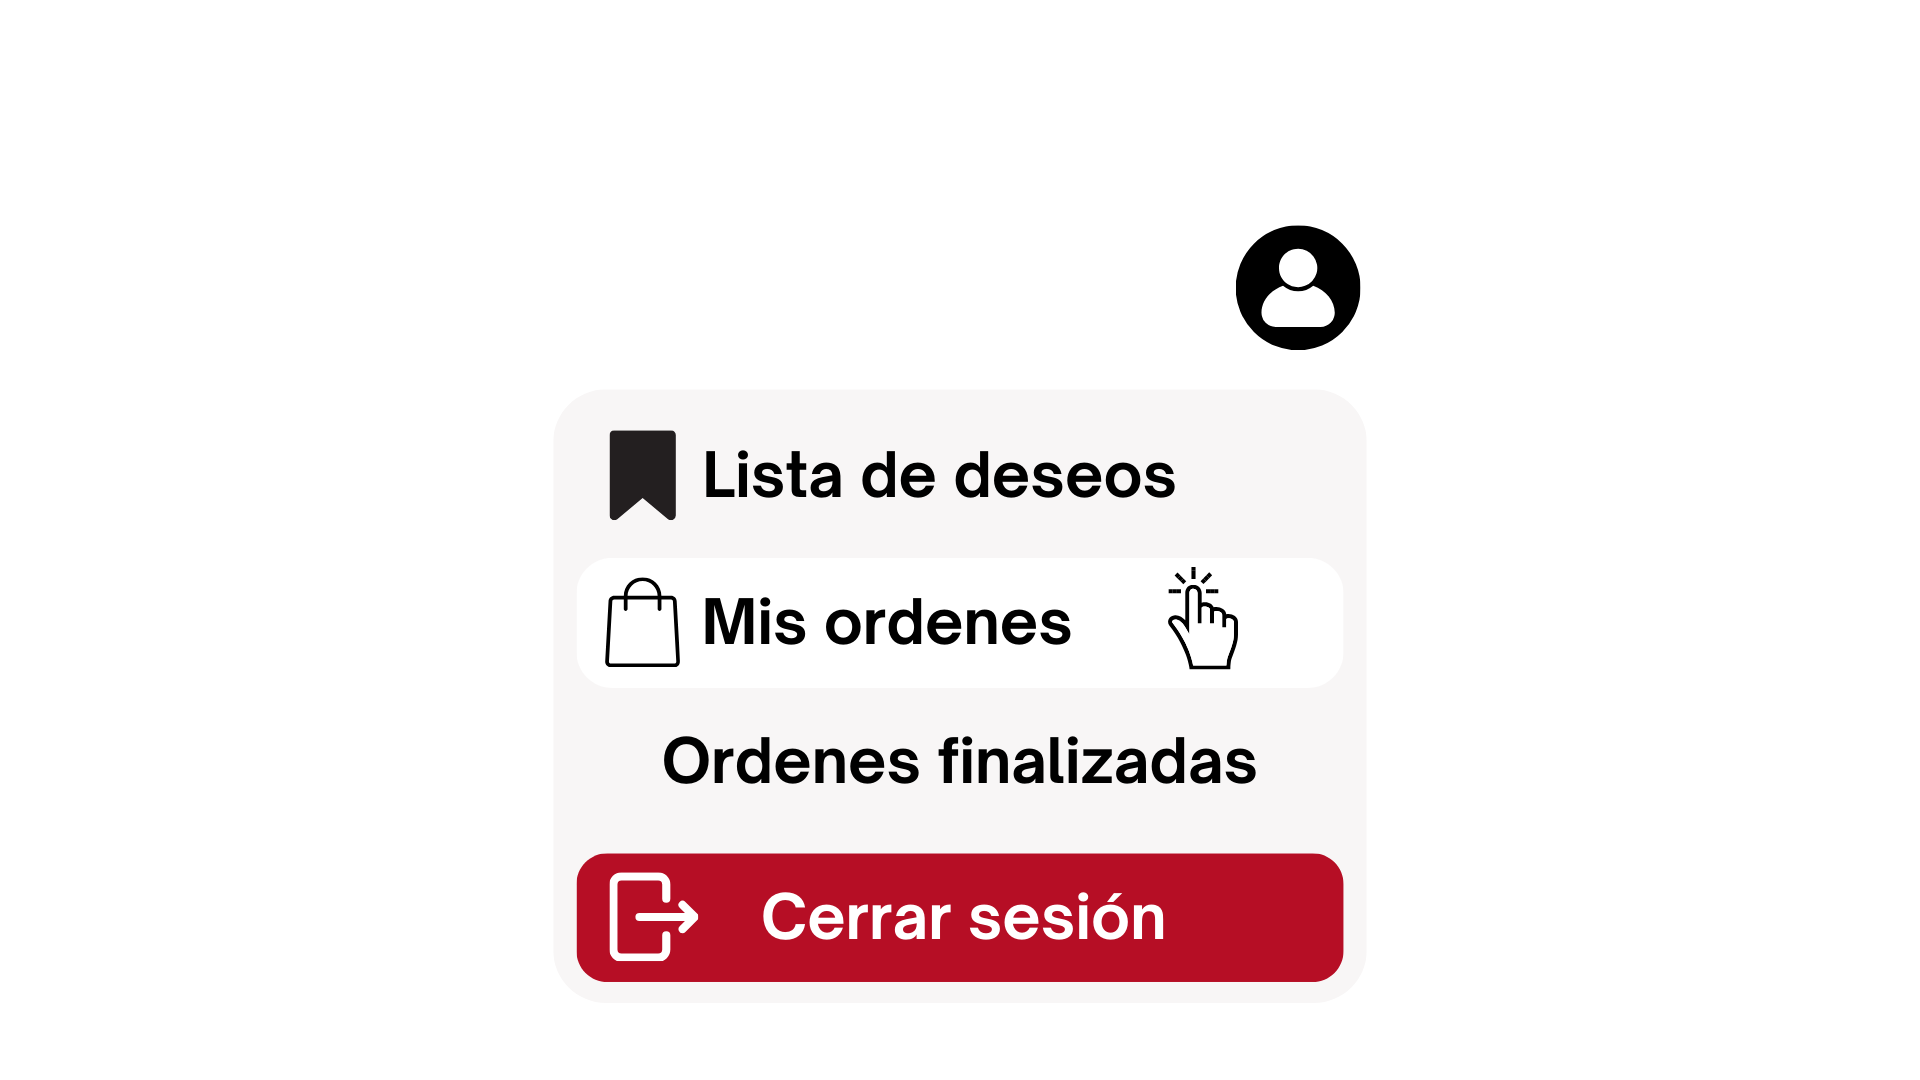 Lista de deseos
Mis ordenes
Ordenes finalizadas
Cerrar sesión